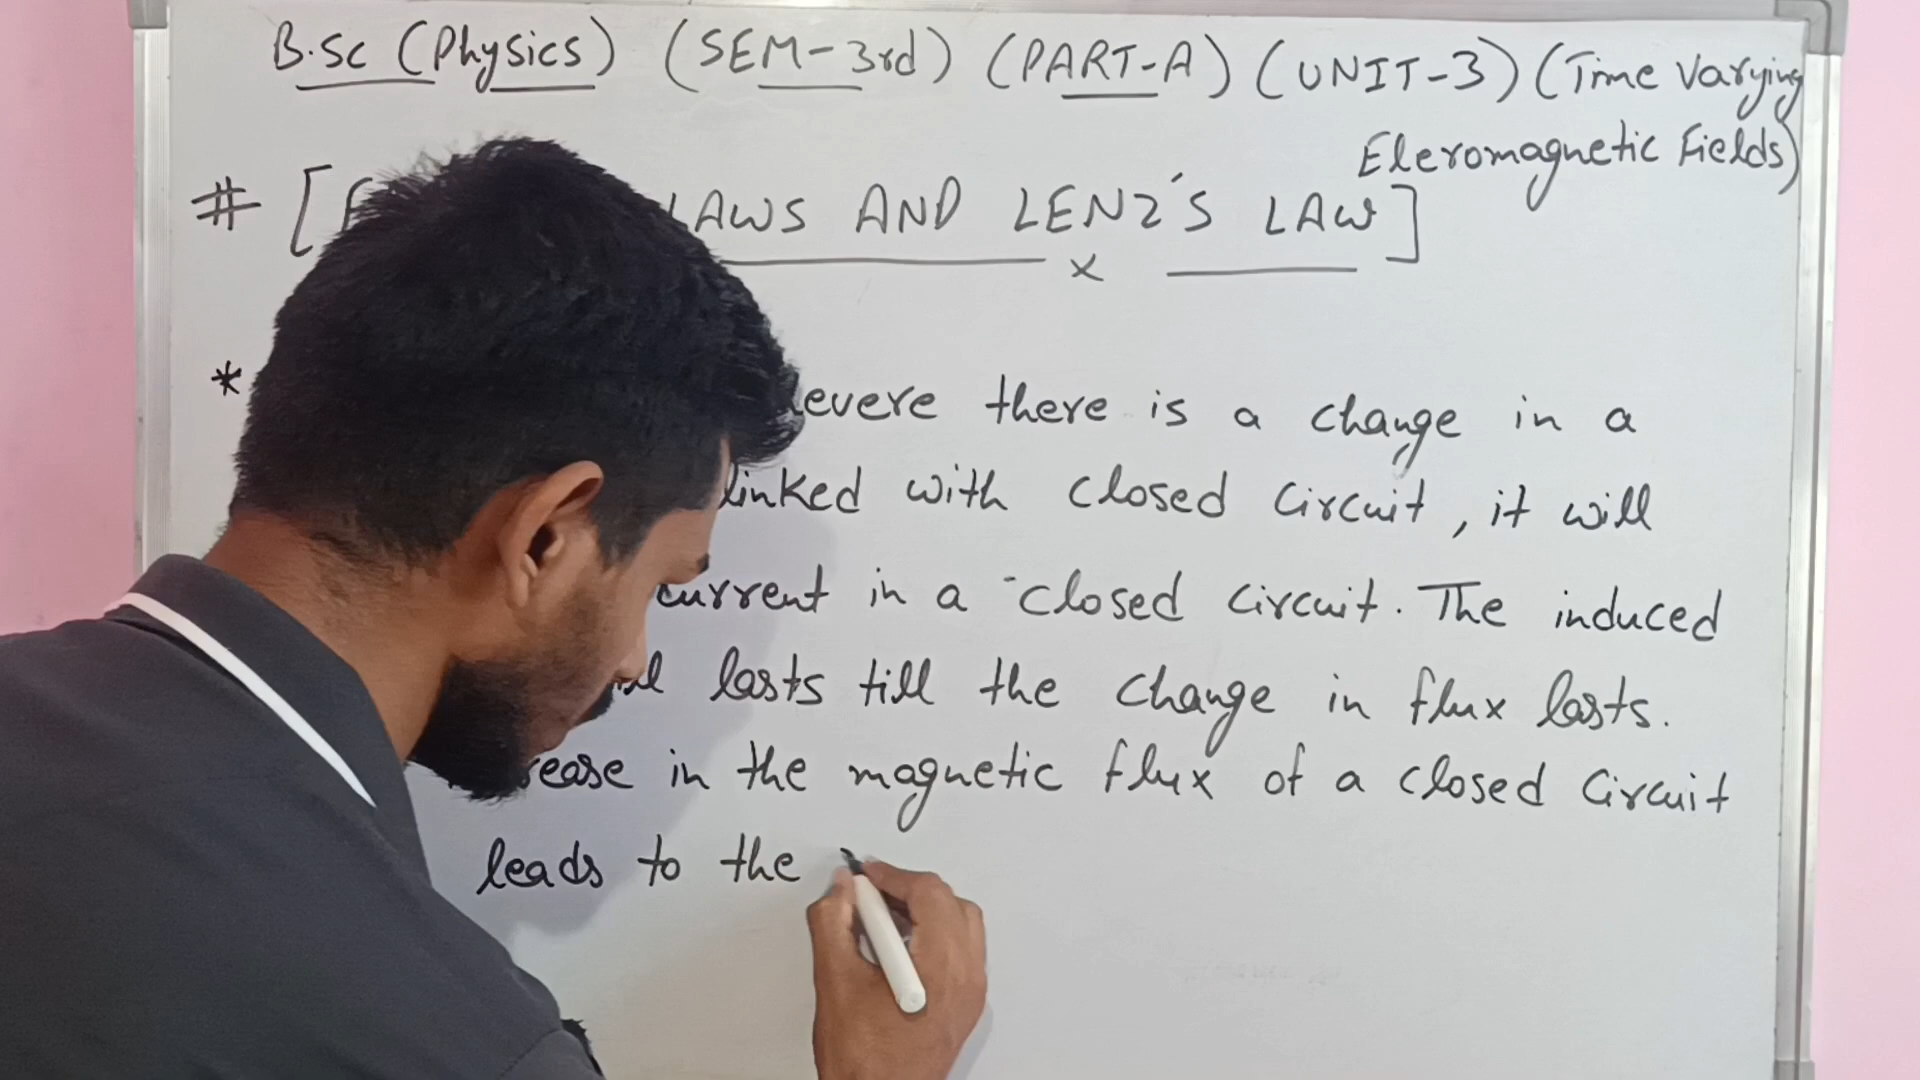 B.Sc (Physics) (SEM-3rd) (PART-A) (UNIT-3) (Time Varying
Eleromagnetic Fields)
# [ LAWS AND LENZ'S LAW]
x
* there is a change in a
linked with closed circuit, it will
current in a closed circuit. The induced
lasts till the change in flux lasts.
in the magnetic flux of a closed circuit
leads to the